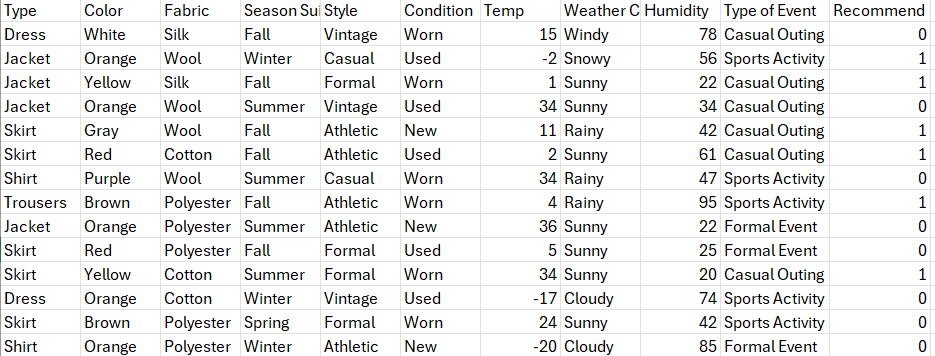 Type Color Fabric Season Sui Style Condition Temp Weather C Humidity Type of Event Recommend
Dress White Silk Fall Vintage Worn 15 Windy 78 Casual Outing 0
Jacket Orange Wool Winter Casual Used -2 Snowy 56 Sports Activity 1
Jacket Yellow Silk Fall Formal Worn 1 Sunny 22 Casual Outing 1
Jacket Orange Wool Summer Vintage Used 34 Sunny 34 Casual Outing 0
Skirt Gray Wool Fall Athletic New 11 Rainy 42 Casual Outing 1
Skirt Red Cotton Fall Athletic Used 2 Sunny 61 Casual Outing 1
Shirt Purple Wool Summer Casual Worn 34 Rainy 47 Sports Activity 0
Trousers Brown Polyester Fall Athletic Worn 4 Rainy 95 Sports Activity 1
Jacket Orange Polyester Summer Athletic New 36 Sunny 22 Formal Event 0
Skirt Red Polyester Fall Formal Used 5 Sunny 25 Formal Event 0
Skirt Yellow Cotton Summer Formal Worn 34 Sunny 20 Casual Outing 1
Dress Orange Cotton Winter Vintage Used -17 Cloudy 74 Sports Activity 0
Skirt Brown Polyester Spring Formal Worn 24 Sunny 42 Sports Activity 0
Shirt Orange Polyester Winter Athletic New -20 Cloudy 85 Formal Event 0